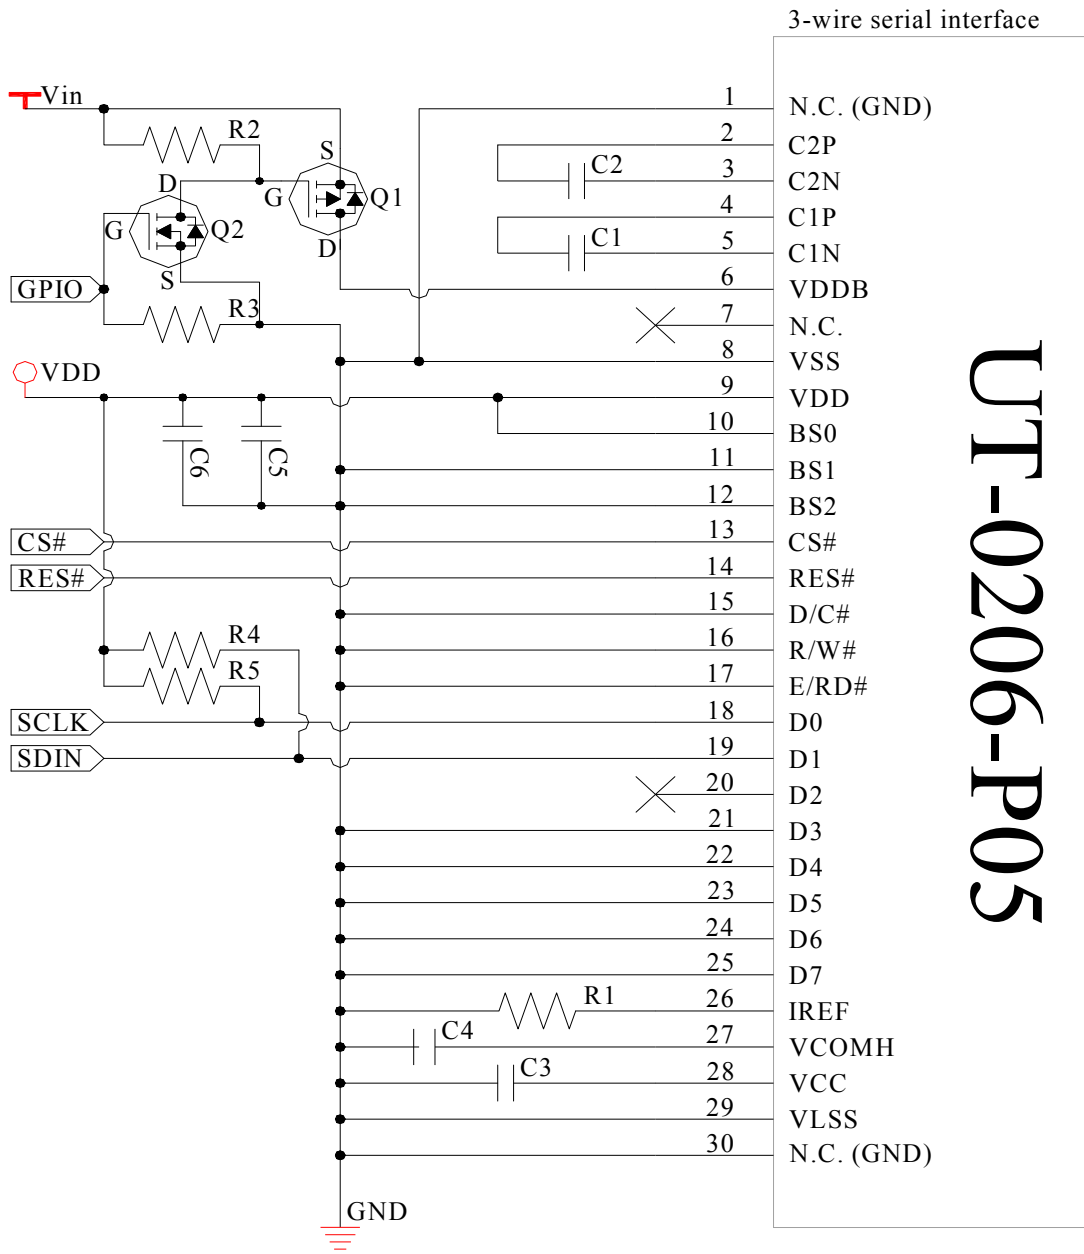 3-wire serial interface
Vin
R2
S
D
G
Q1
G
Q2
D
S
GPIO
R3
VDD
C6
C5
CS#
RES#
R4
R5
SCLK
SDIN
GND
C2
C1
R1
C4
C3
1 N.C. (GND)
2 C2P
3 C2N
4 C1P
5 C1N
6 VDDB
7 N.C.
8 VSS
9 VDD
10 BS0
11 BS1
12 BS2
13 CS#
14 RES#
15 D/C#
16 R/W#
17 E/RD#
18 D0
19 D1
20 D2
21 D3
22 D4
23 D5
24 D6
25 D7
26 IREF
27 VCOMH
28 VCC
29 VLSS
30 N.C. (GND)
UT-0206-P05